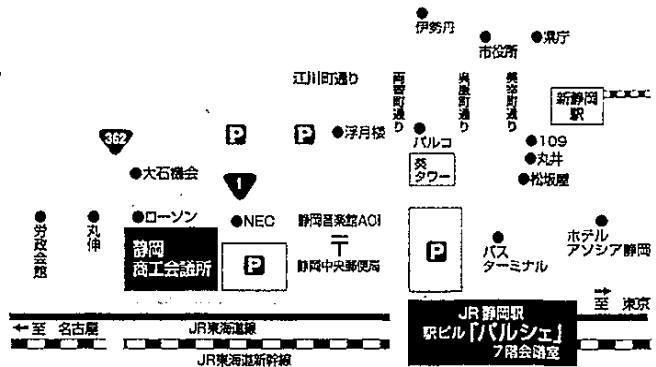 伊勢丹
市役所
県庁
江川町通り
両替町通り
呉服町通り
新静岡
駅
362
P
P
浮月楼
パルコ
109
丸井
松坂屋
葵
タワー
大石機会
1
ローソン
NEC
静岡音楽館AOI
〒
静岡中央郵便局
労政会館
丸伸
静岡
商工会議所
P
P
バス
ターミナル
ホテル
アソシア静岡
至 東京
JR静岡駅
駅ビル「パルシェ」
7階会議室
至 名古屋
JR東海道線
JR東海道新幹線